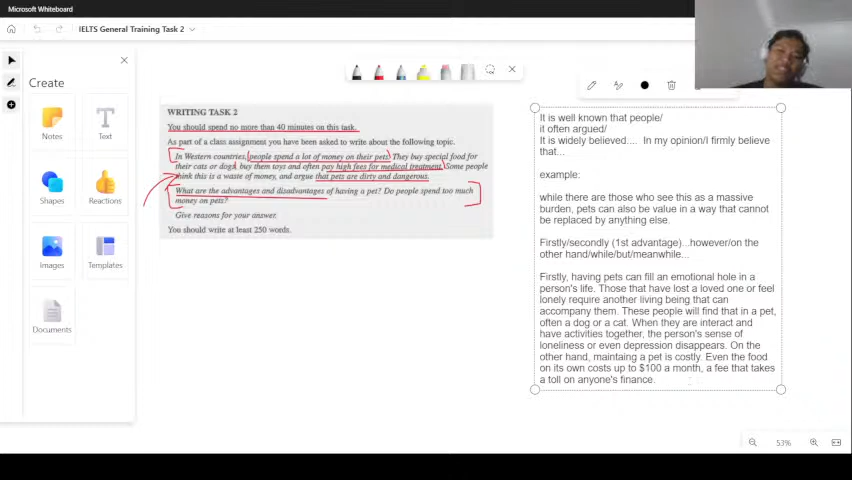 Microsoft Whiteboard
IELTS General Training Task 2
Create
Notes
Text
Shapes
Reactions
Images
Templates
Documents
WRITING TASK 2
You should spend no more than 40 minutes on this task.
As part of a class assignment you have been asked to write about the following topic.
In Western countries, people spend a lot of money on their pets. They buy special food for
their cats or dogs, buy them toys and often pay high fees for medical treatment. Some people
think this is a waste of money, and argue that pets are dirty and dangerous.
What are the advantages and disadvantages of having a pet? Do people spend too much
money on pets?
Give reasons for your answer.
You should write at least 250 words.
It is well known that people/
it often argued/
It is widely believed.... In my opinion/I firmly believe
that...
example:
while there are those who see this as a massive
burden, pets can also be value in a way that cannot
be replaced by anything else.
Firstly/secondly (1st advantage)...however/on the
other hand/while/but/meanwhile...
Firstly, having pets can fill an emotional hole in a
person's life. Those that have lost a loved one or feel
lonely require another living being that can
accompany them. These people will find that in a pet,
often a dog or a cat. When they are interact and
have activities together, the person's sense of
loneliness or even depression disappears. On the
other hand, maintaing a pet is costly. Even the food
on its own costs up to $100 a month, a fee that takes
a toll on anyone's finance.
53%